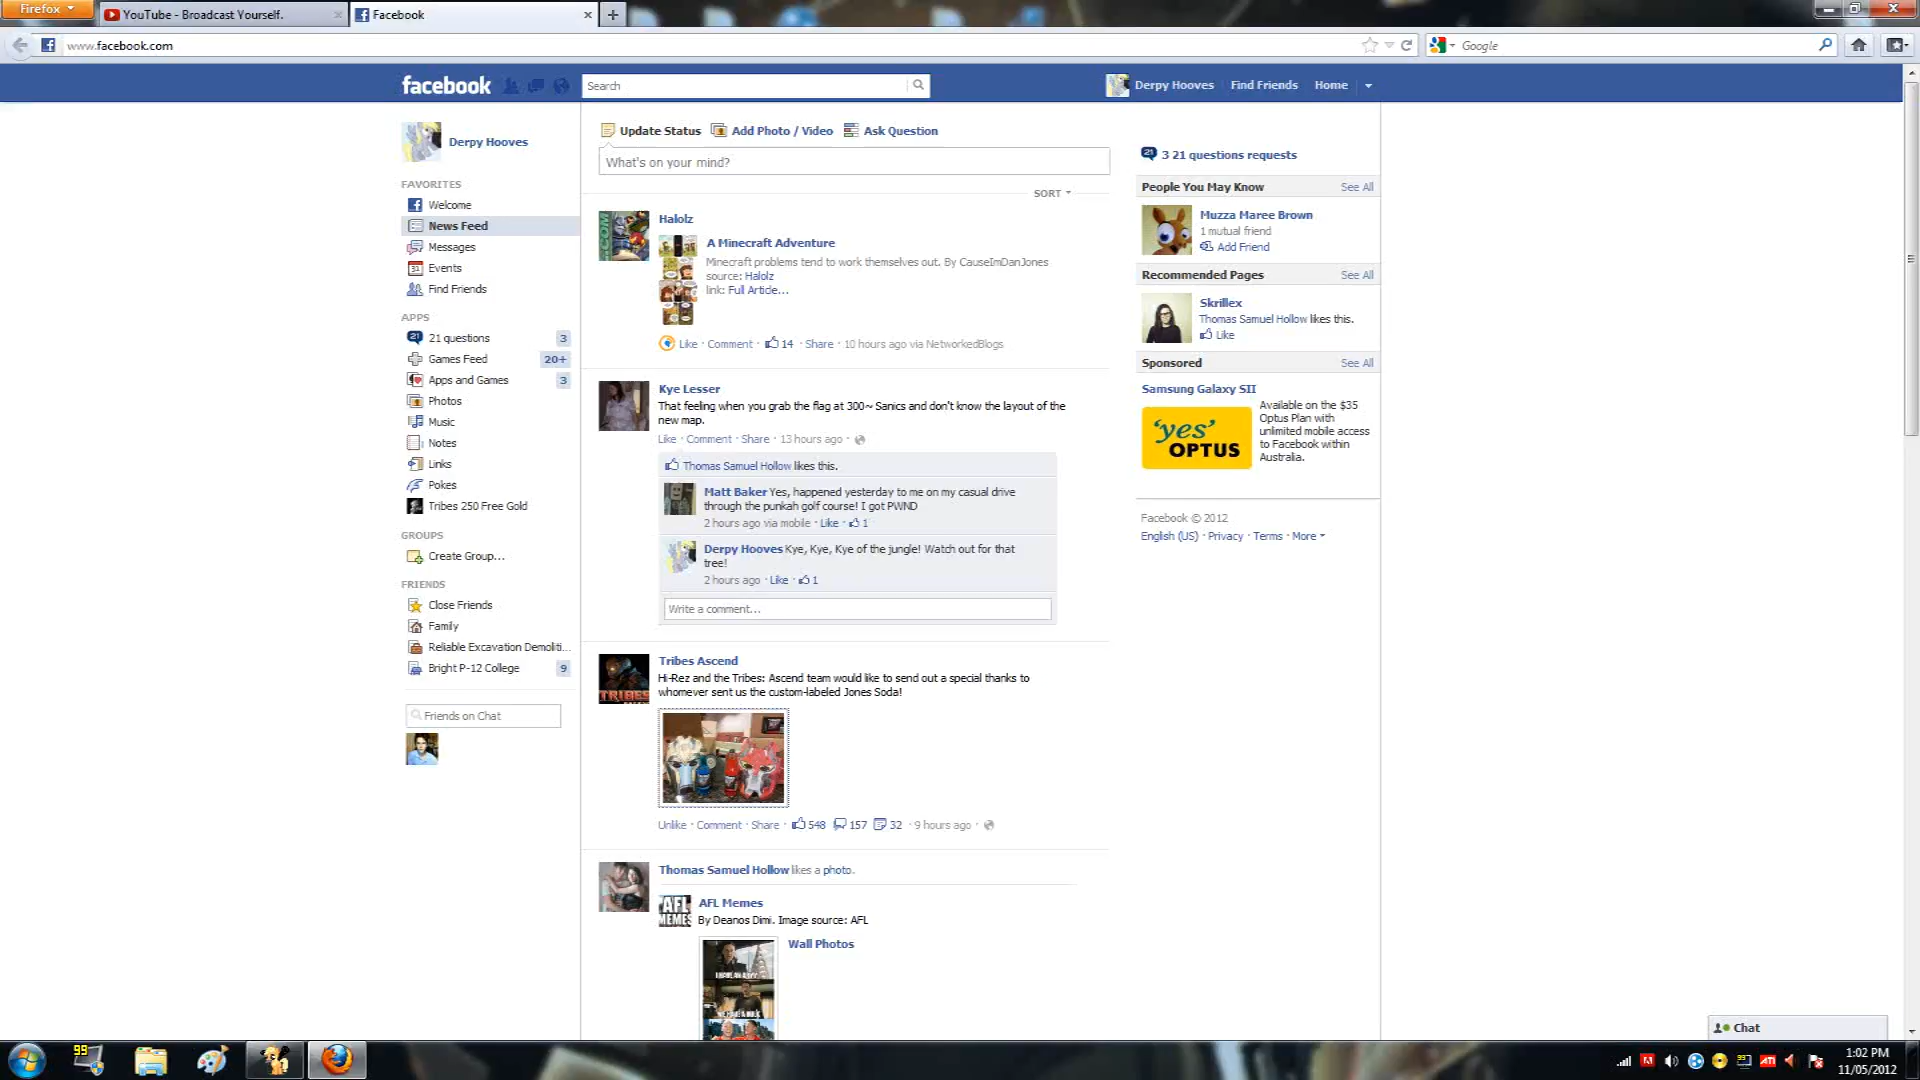 Firefox
YouTube - Broadcast Yourself.
Facebook
www.facebook.com
Google
facebook
Search
Derpy Hooves
Find Friends
Home
Derpy Hooves
FAVORITES
Welcome
News Feed
Messages
Events
Find Friends
APPS
21 questions 3
Games Feed 20+
Apps and Games 3
Photos
Music
Notes
Links
Pokes
Tribes 250 Free Gold
GROUPS
Create Group...
FRIENDS
Close Friends
Family
Reliable Excavation Demoliti...
Bright P-12 College 9
Friends on Chat
Update Status Add Photo / Video Ask Question
What's on your mind?
SORT
Halolz
A Minecraft Adventure
Minecraft problems tend to work themselves out. By CauseImDanJones
source: Halolz
link: Full Article...
Like · Comment · 14 · Share · 10 hours ago via NetworkedBlogs
Kye Lesser
That feeling when you grab the flag at 300~ Sanics and don't know the layout of the
new map.
Like · Comment · Share · 13 hours ago ·
Thomas Samuel Hollow likes this.
Matt Baker Yes, happened yesterday to me on my casual drive
through the punkah golf course! I got PWND
2 hours ago via mobile · Like · 1
Derpy Hooves Kye, Kye, Kye of the jungle! Watch out for that
tree!
2 hours ago · Like · 1
Write a comment...
Tribes Ascend
Hi-Rez and the Tribes: Ascend team would like to send out a special thanks to
whomever sent us the custom-labeled Jones Soda!
TRIBES
Unlike · Comment · Share · 548 157 32 · 9 hours ago ·
Thomas Samuel Hollow likes a photo.
AFL
MEMES
AFL Memes
By Deanos Dimi. Image source: AFL
Wall Photos
3 21 questions requests
People You May Know See All
Muzza Maree Brown
1 mutual friend
Add Friend
Recommended Pages See All
Skrillex
Thomas Samuel Hollow likes this.
Like
Sponsored See All
Samsung Galaxy SII
'yes'
OPTUS
Available on the $35
Optus Plan with
unlimited mobile access
to Facebook within
Australia.
Facebook © 2012
English (US) · Privacy · Terms · More
Chat
99
1:02 PM
11/05/2012